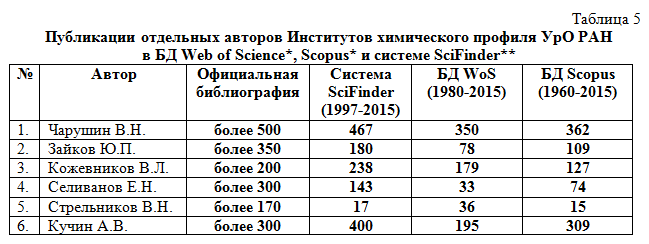 Таблица 5
Публикации отдельных авторов Институтов химического профиля УрО РАН
в БД Web of Science*, Scopus* и системе SciFinder**
№ Автор Официальная библиография Система SciFinder (1997-2015) БД WoS (1980-2015) БД Scopus (1960-2015)
1. Чарушин В.Н. более 500 467 350 362
2. Зайков Ю.П. более 350 180 78 109
3. Кожевников В.Л. более 200 238 179 127
4. Селиванов Е.Н. более 300 143 33 74
5. Стрельников В.Н. более 170 17 36 15
6. Кучин А.В. более 300 400 195 309